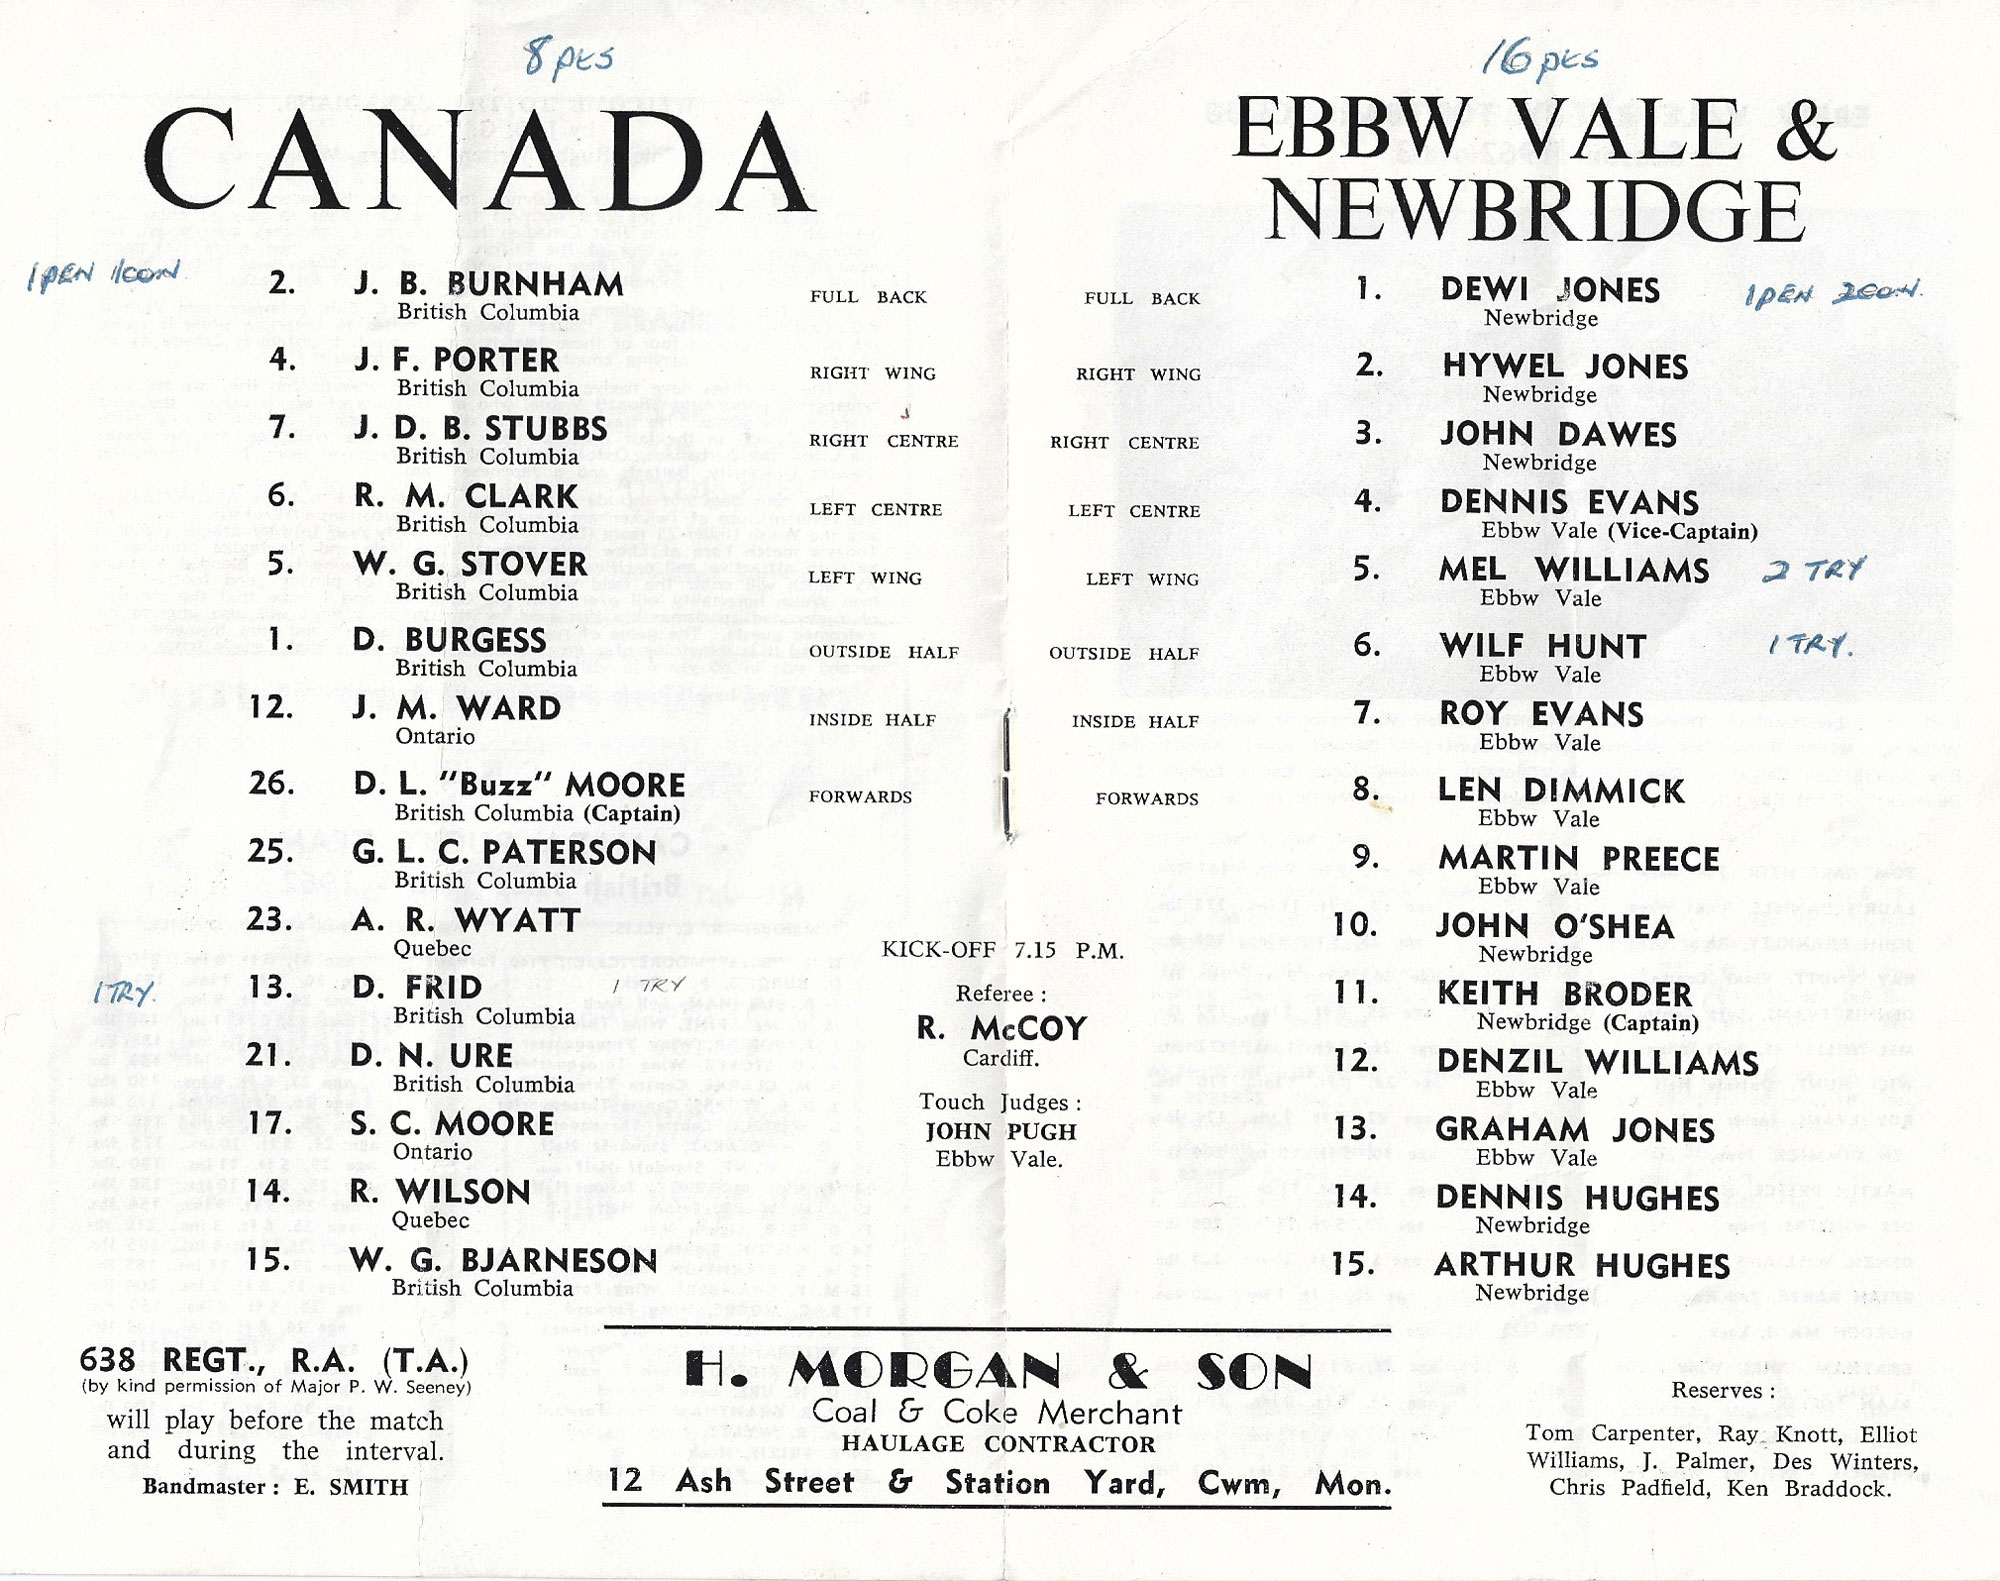 8 PKS
CANADA
1 PEN 1 CON
2. J. B. BURNHAM FULL BACK
British Columbia
4. J. F. PORTER RIGHT WING
British Columbia
7. J. D. B. STUBBS RIGHT CENTRE
British Columbia
6. R. M. CLARK LEFT CENTRE
British Columbia
5. W. G. STOVER LEFT WING
British Columbia
1. D. BURGESS OUTSIDE HALF
British Columbia
12. J. M. WARD INSIDE HALF
Ontario
26. D. L. "Buzz" MOORE FORWARDS
British Columbia (Captain)
25. G. L. C. PATERSON
British Columbia
23. A. R. WYATT
Quebec
1 TRY. 13. D. FRID 1 TRY
British Columbia
21. D. N. URE
British Columbia
17. S. C. MOORE
Ontario
14. R. WILSON
Quebec
15. W. G. BJARNESON
British Columbia
16 PKS
EBBW VALE &
NEWBRIDGE
FULL BACK 1. DEWI JONES 1 PEN 2 CON.
Newbridge
RIGHT WING 2. HYWEL JONES
Newbridge
RIGHT CENTRE 3. JOHN DAWES
Newbridge
LEFT CENTRE 4. DENNIS EVANS
Ebbw Vale (Vice-Captain)
LEFT WING 5. MEL WILLIAMS 2 TRY
Ebbw Vale
OUTSIDE HALF 6. WILF HUNT 1 TRY.
Ebbw Vale
INSIDE HALF 7. ROY EVANS
Ebbw Vale
FORWARDS 8. LEN DIMMICK
Ebbw Vale
9. MARTIN PREECE
Ebbw Vale
10. JOHN O'SHEA
Newbridge
11. KEITH BRODER
Newbridge (Captain)
12. DENZIL WILLIAMS
Ebbw Vale
13. GRAHAM JONES
Ebbw Vale
14. DENNIS HUGHES
Newbridge
15. ARTHUR HUGHES
Newbridge
KICK-OFF 7.15 P.M.
Referee :
R. McCOY
Cardiff.
Touch Judges :
JOHN PUGH
Ebbw Vale.
638 REGT., R.A. (T.A.)
(by kind permission of Major P. W. Seeney)
will play before the match
and during the interval.
Bandmaster : E. SMITH
H. MORGAN & SON
Coal & Coke Merchant
HAULAGE CONTRACTOR
12 Ash Street & Station Yard, Cwm, Mon.
Reserves :
Tom Carpenter, Ray Knott, Elliot
Williams, J. Palmer, Des Winters,
Chris Padfield, Ken Braddock.